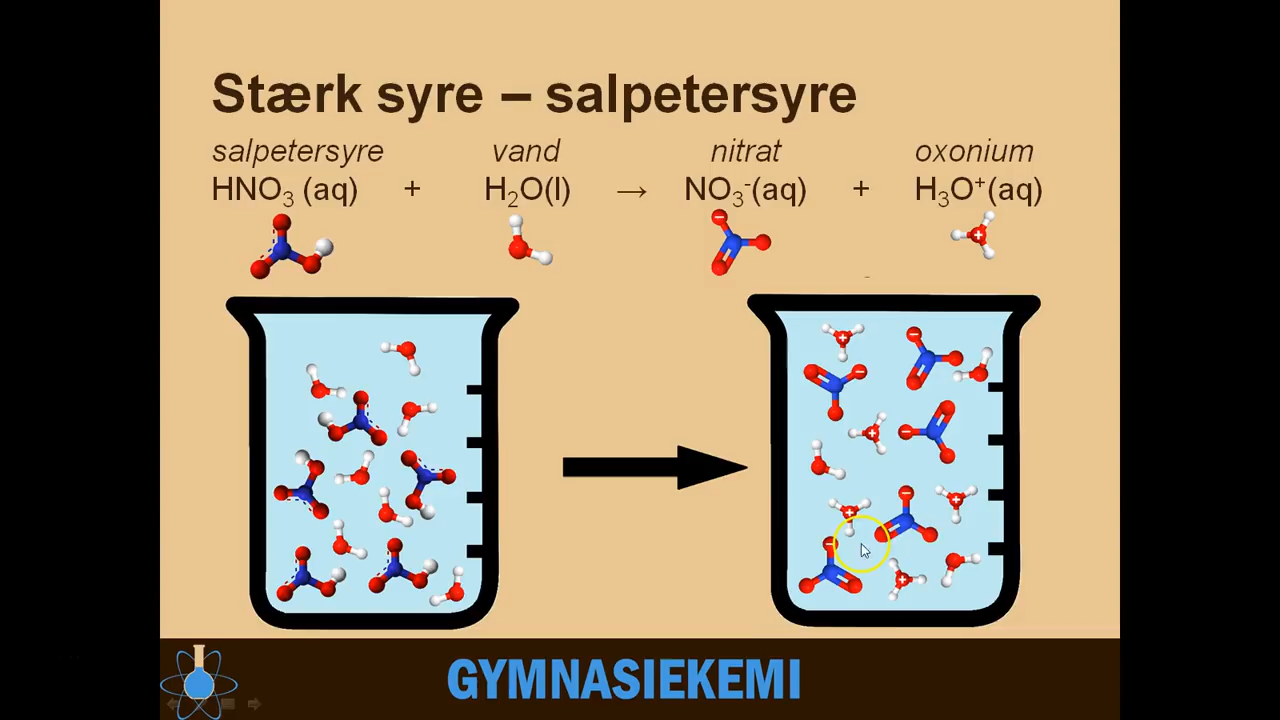 Stærk syre – salpetersyre
salpetersyre vand nitrat oxonium
HNO₃ (aq) + H₂O(l) → NO₃⁻(aq) + H₃O⁺(aq)
GYMNASIEKEMI